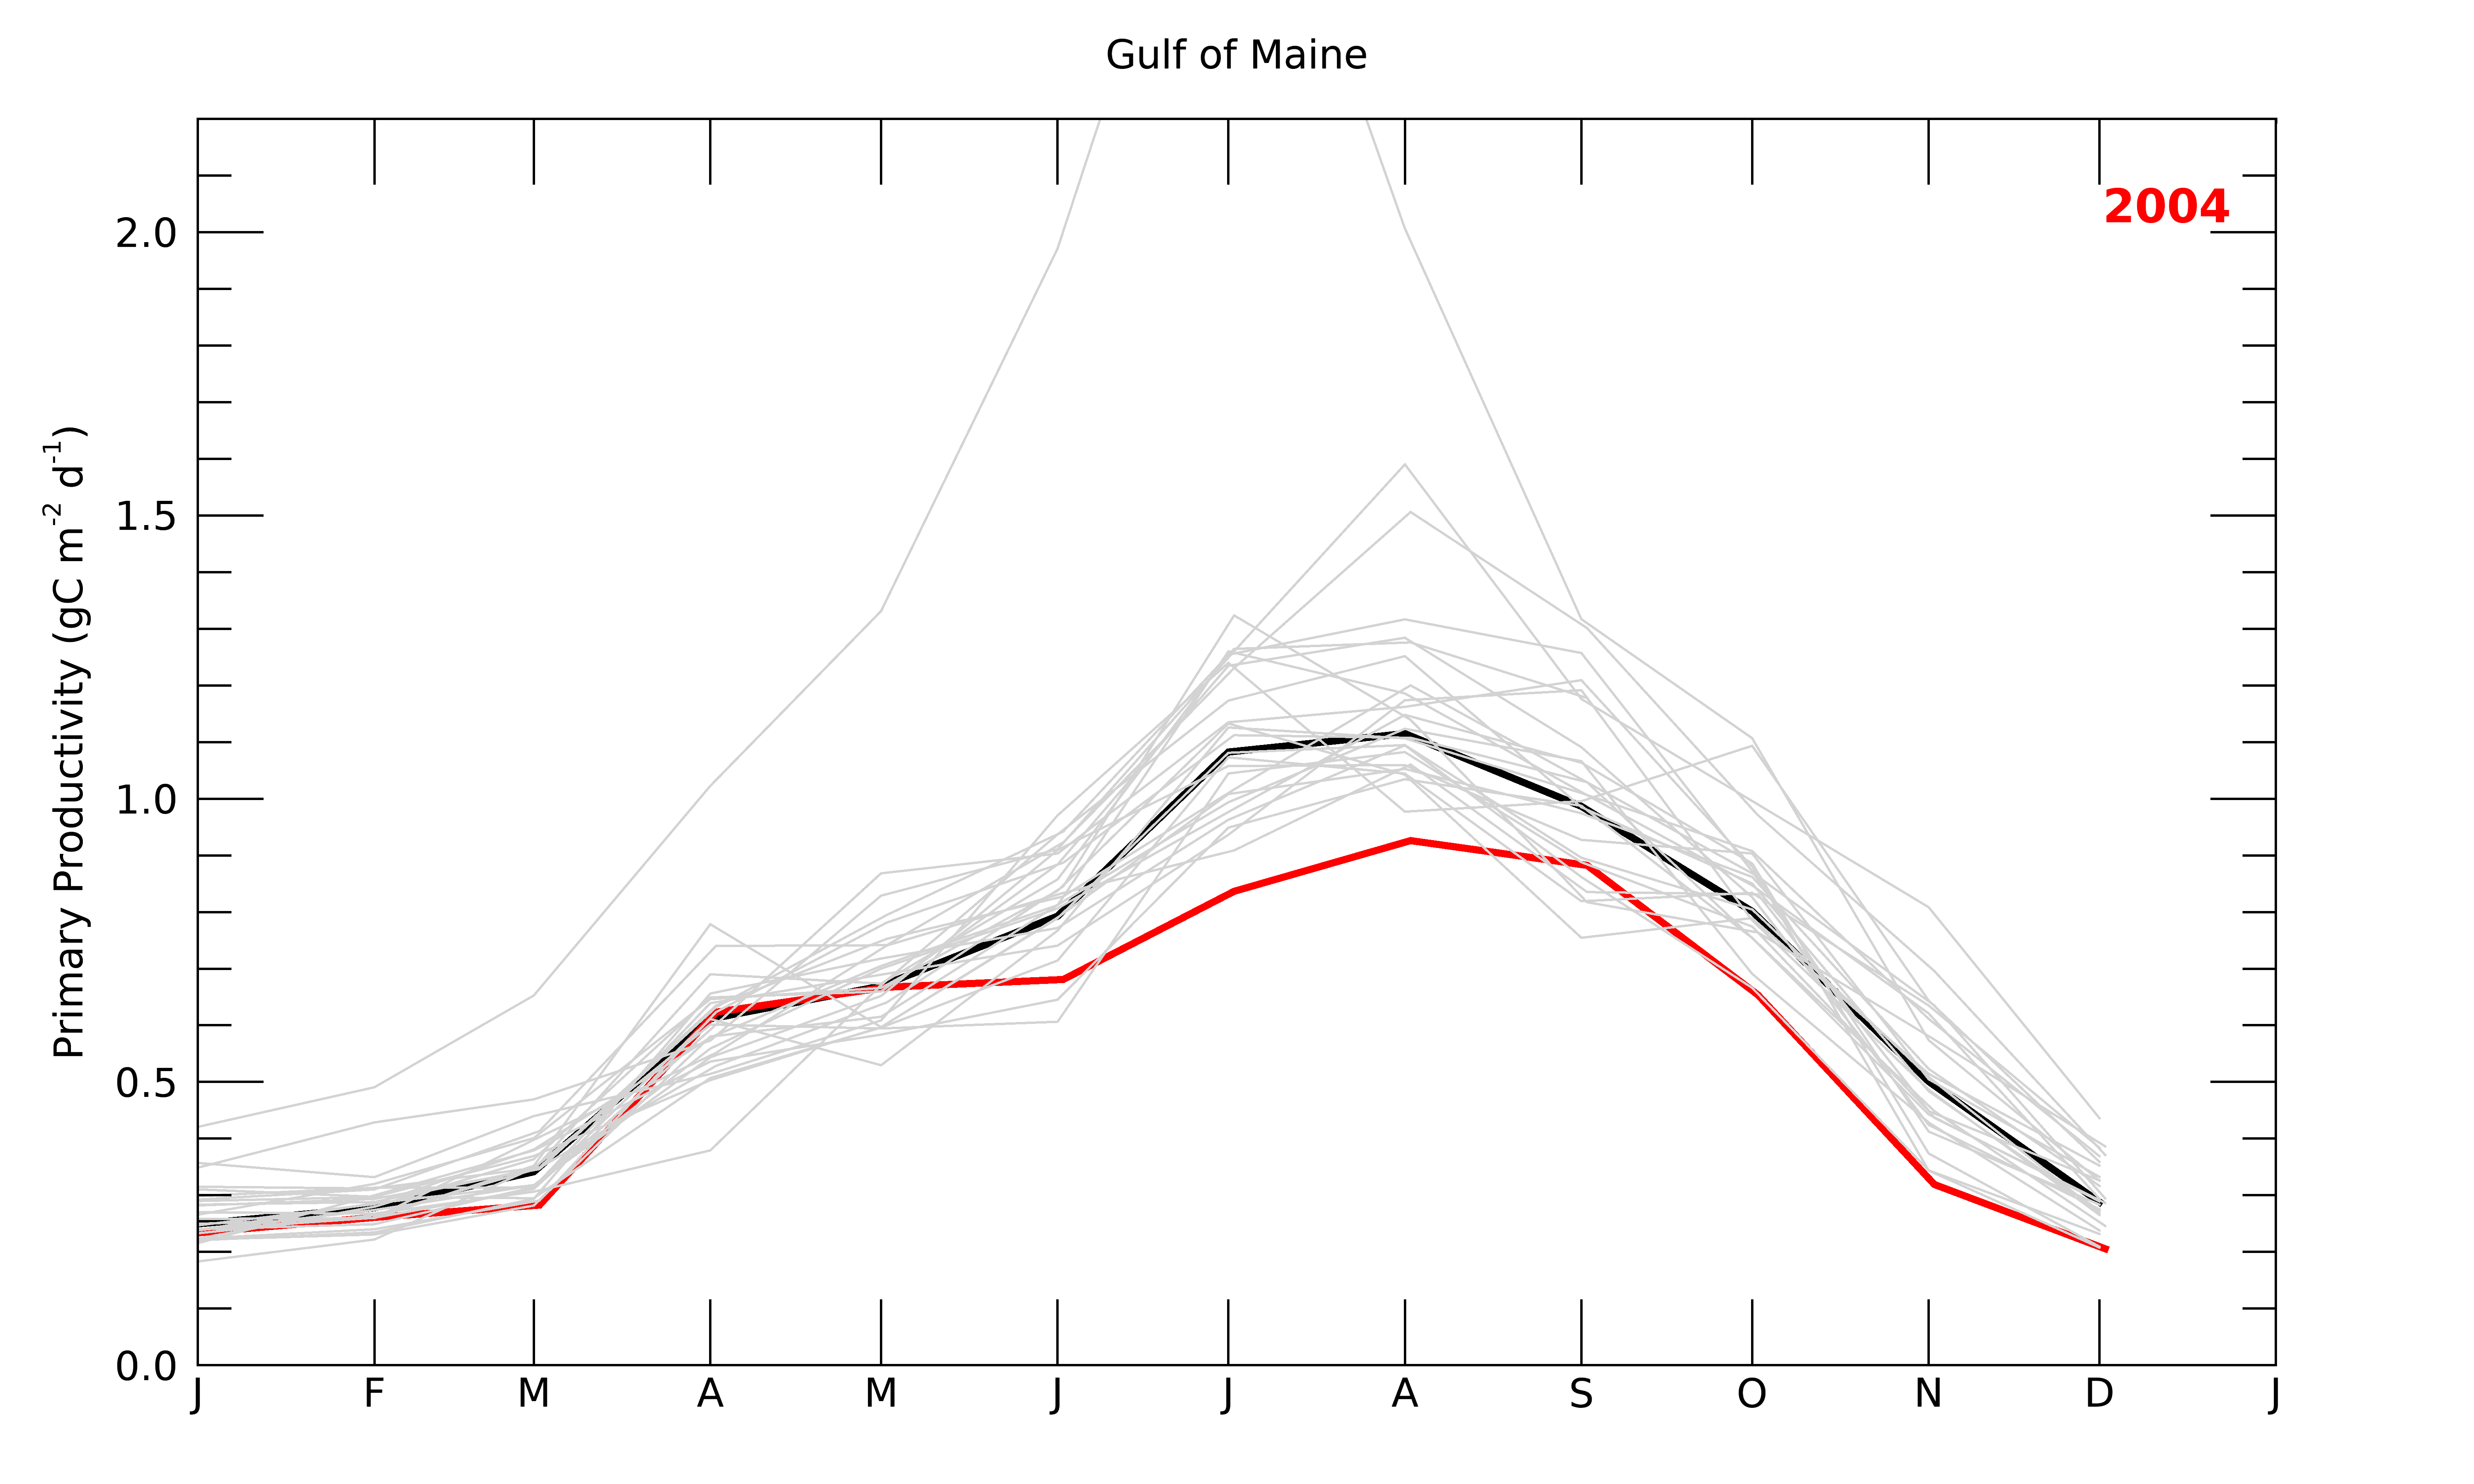 Gulf of Maine
2004
Primary Productivity (gC m-2 d-1)
2.0
1.5
1.0
0.5
0.0
J F M A M J J A S O N D J